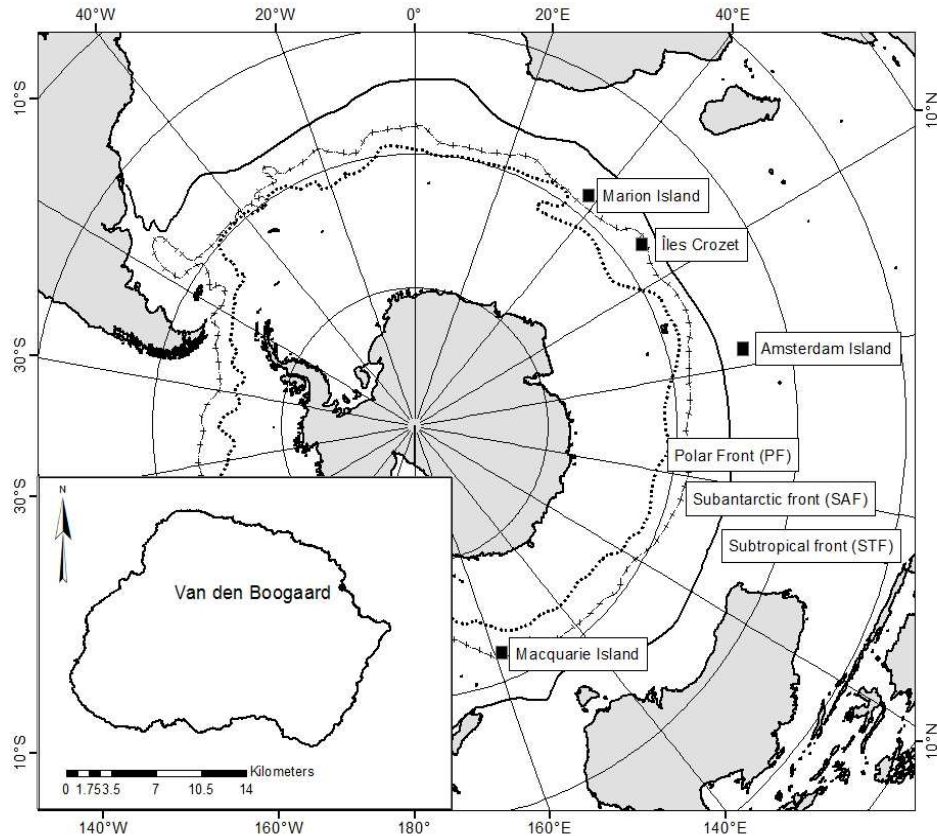 40°W 20°W 0° 20°E 40°E
10°S
10°N
Marion Island
Îles Crozet
30°S
Amsterdam Island
Polar Front (PF)
30°S
Subantarctic front (SAF)
N
Subtropical front (STF)
Van den Boogaard
Macquarie Island
10°S
10°N
Kilometers
0 1.753.5 7 10.5 14
140°W 160°W 180° 160°E 140°E